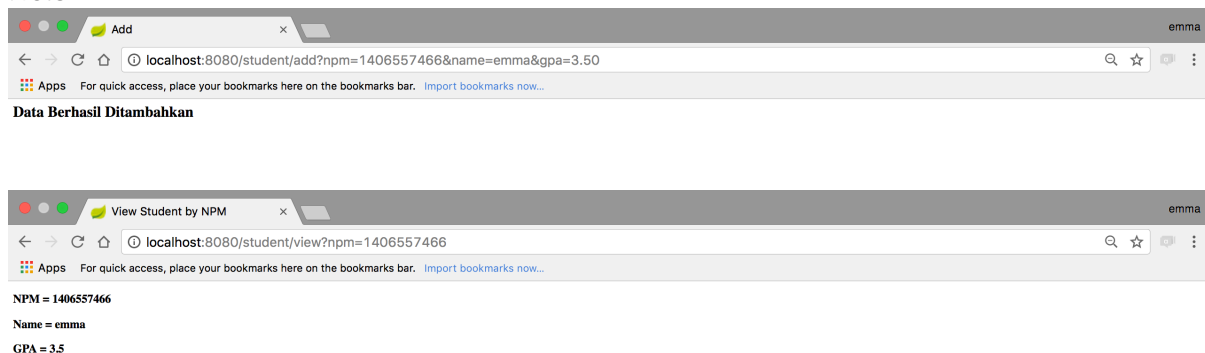 Add
emma
localhost:8080/student/add?npm=1406557466&name=emma&gpa=3.50
Apps For quick access, place your bookmarks here on the bookmarks bar. Import bookmarks now...
Data Berhasil Ditambahkan
View Student by NPM
emma
localhost:8080/student/view?npm=1406557466
Apps For quick access, place your bookmarks here on the bookmarks bar. Import bookmarks now...
NPM = 1406557466
Name = emma
GPA = 3.5